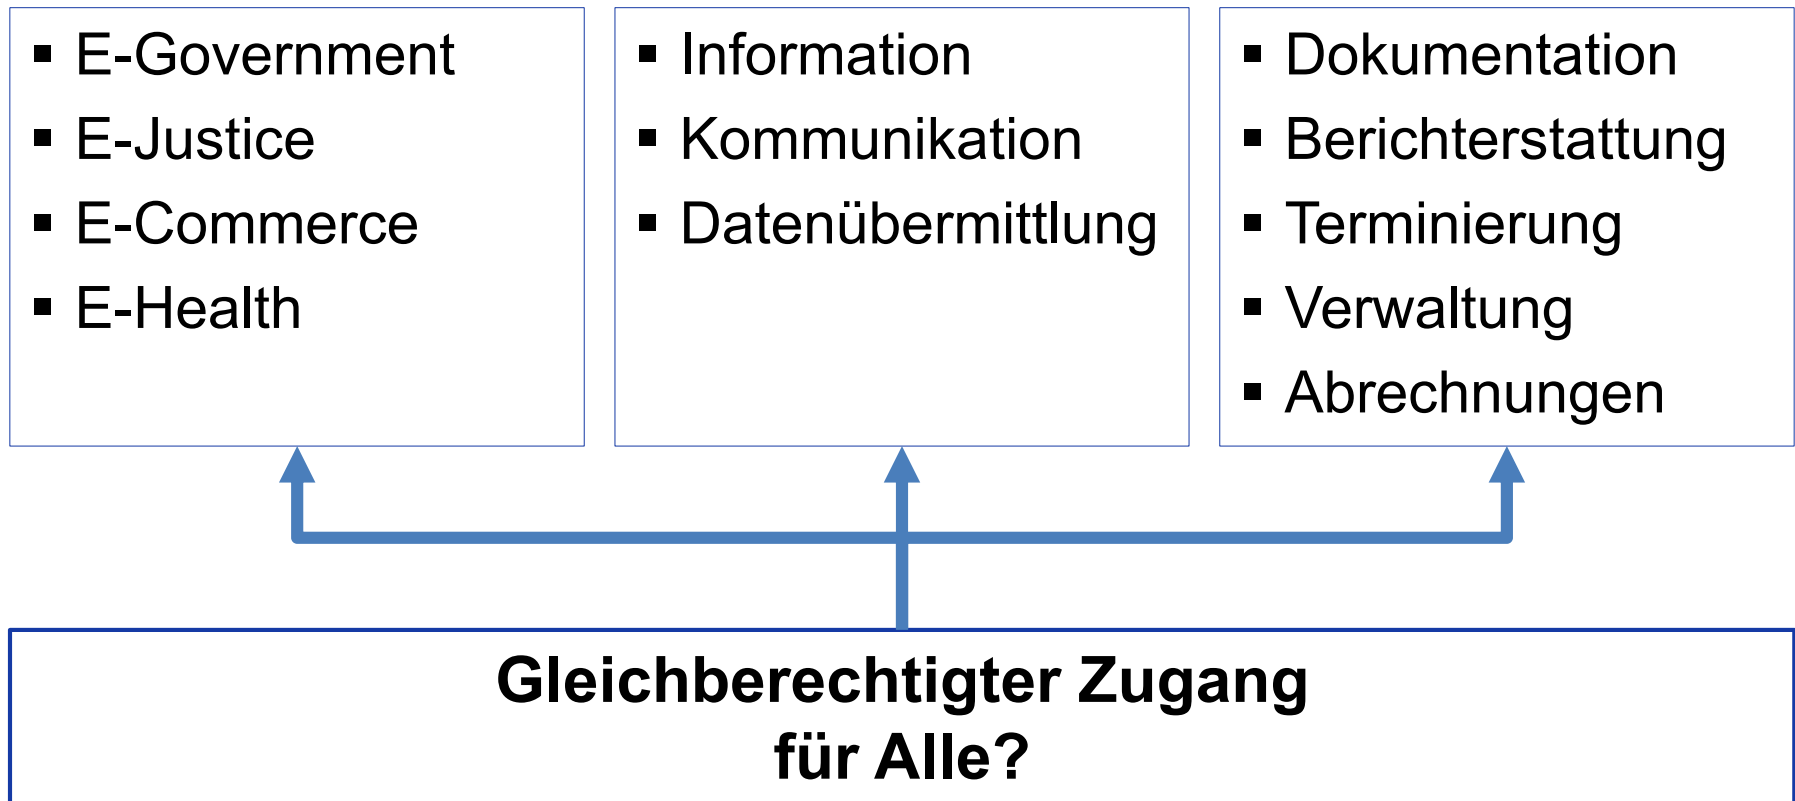 ▪ E-Government
▪ E-Justice
▪ E-Commerce
▪ E-Health
▪ Information
▪ Kommunikation
▪ Datenübermittlung
▪ Dokumentation
▪ Berichterstattung
▪ Terminierung
▪ Verwaltung
▪ Abrechnungen
Gleichberechtigter Zugang
für Alle?